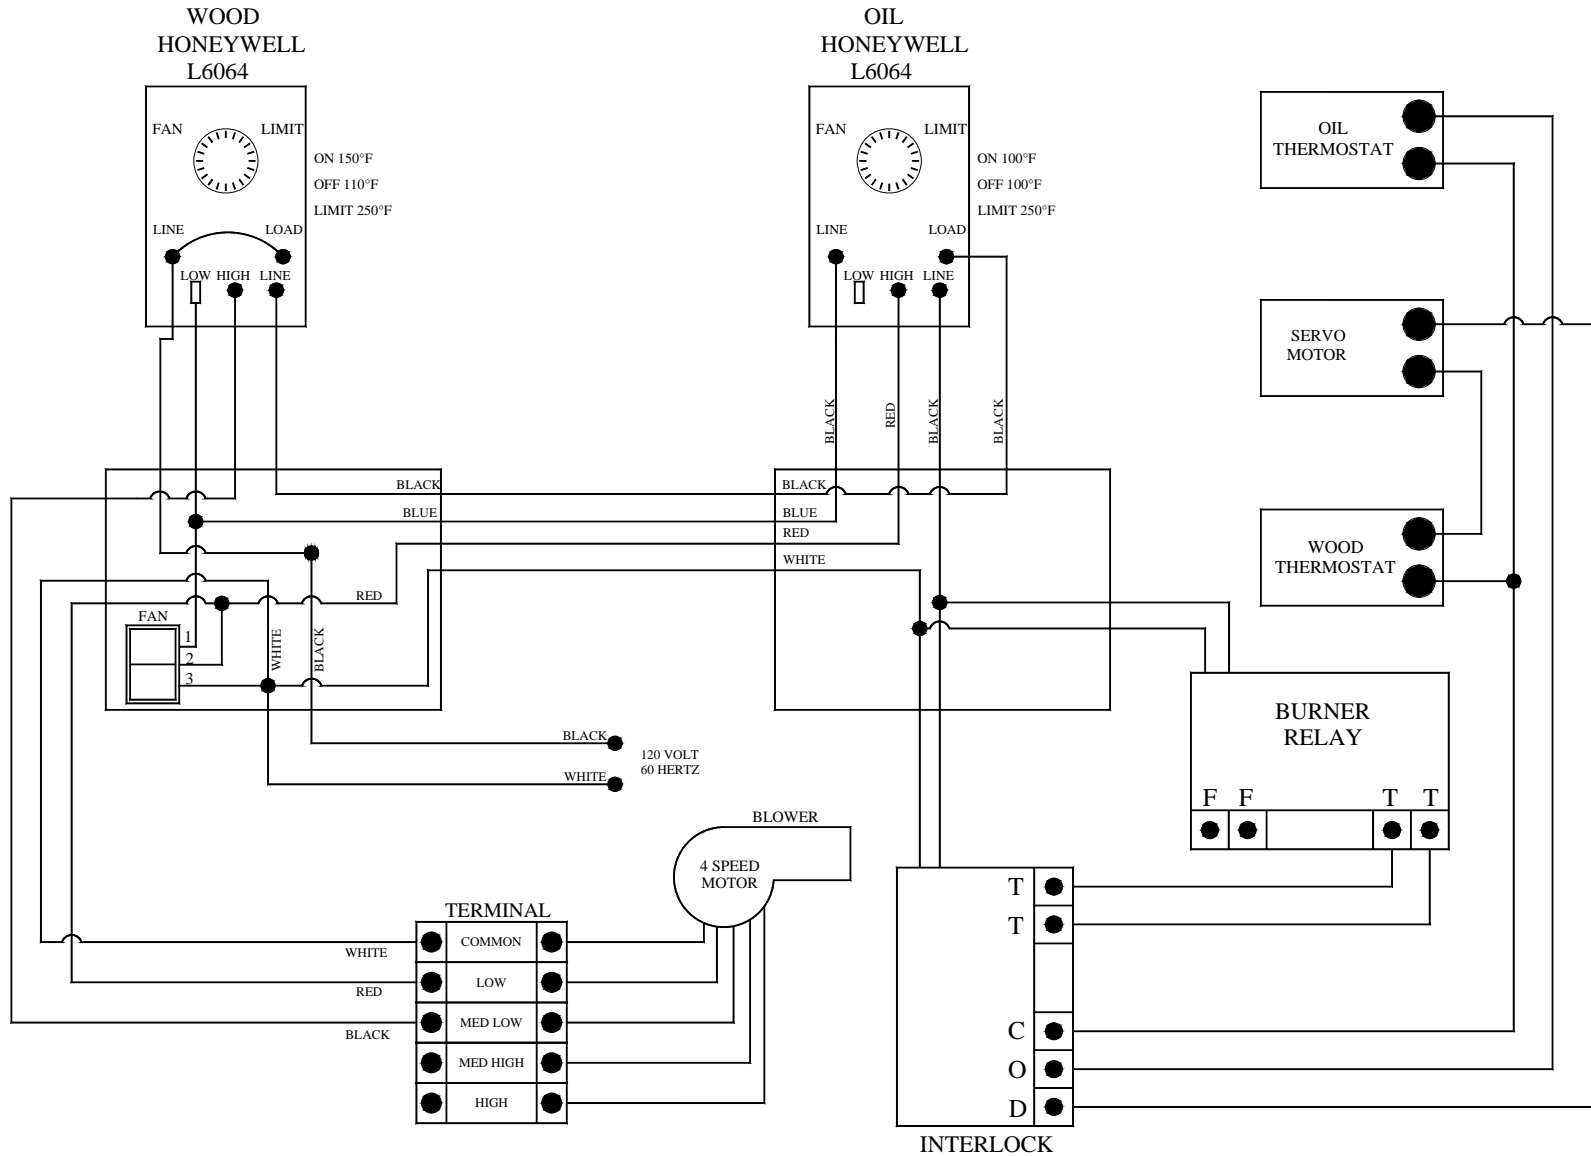 WOOD
HONEYWELL
L6064
FAN
LIMIT
ON 150°F
OFF 110°F
LIMIT 250°F
LINE
LOAD
LOW
HIGH
LINE
OIL
HONEYWELL
L6064
FAN
LIMIT
ON 100°F
OFF 100°F
LIMIT 250°F
LINE
LOAD
LOW
HIGH
LINE
OIL
THERMOSTAT
SERVO
MOTOR
WOOD
THERMOSTAT
BLACK
RED
BLACK
BLACK
BLACK
BLACK
BLUE
BLUE
RED
WHITE
RED
FAN
1
2
3
WHITE
BLACK
BLACK
WHITE
120 VOLT
60 HERTZ
BURNER
RELAY
F
F
T
T
BLOWER
4 SPEED
MOTOR
TERMINAL
COMMON
LOW
MED LOW
MED HIGH
HIGH
WHITE
RED
BLACK
T
T
C
O
D
INTERLOCK